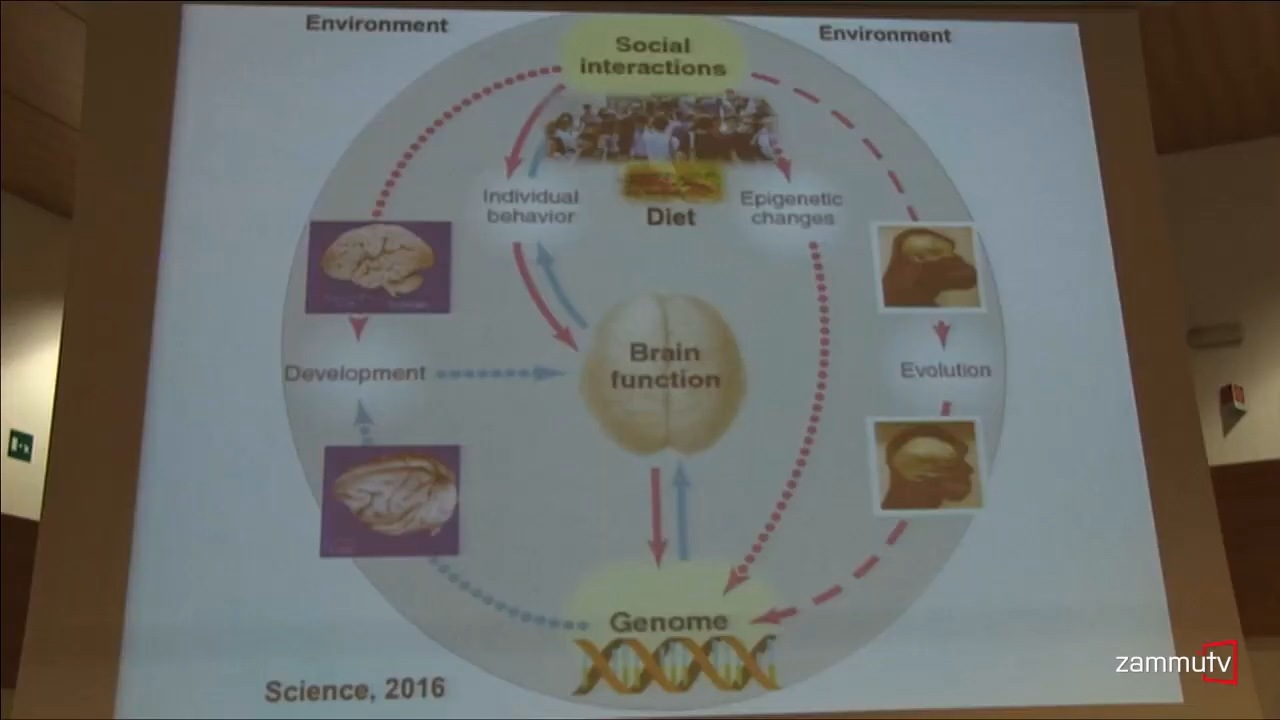 Environment
Environment
Social
interactions
Individual
behavior
Diet
Epigenetic
changes
Brain
function
Development
Evolution
Genome
Science, 2016
zammutv